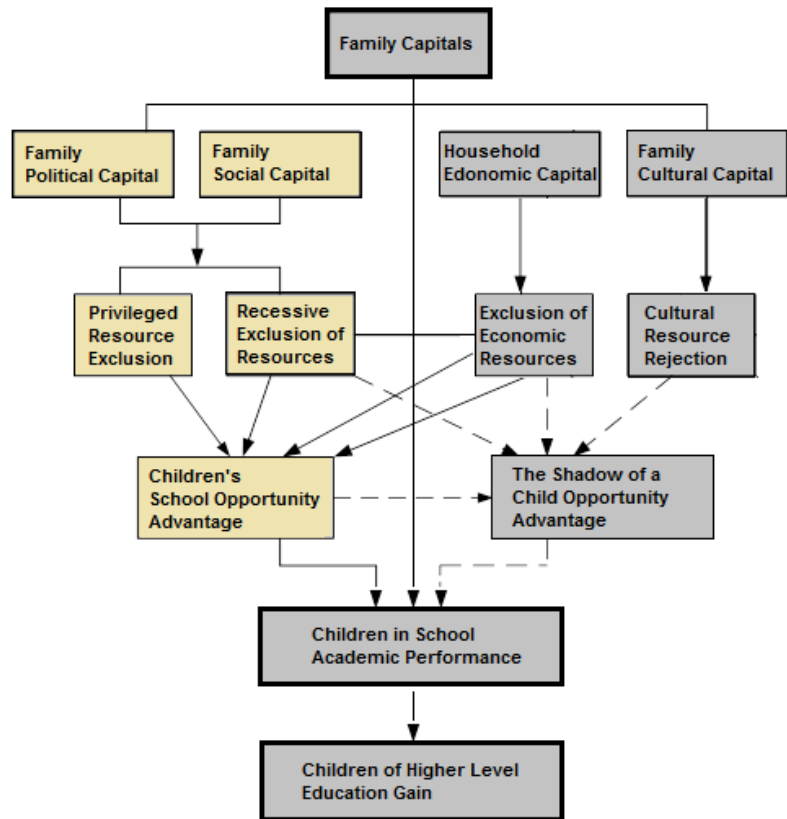 Family Capitals
Family
Political Capital
Family
Social Capital
Household
Edonomic Capital
Family
Cultural Capital
Privileged
Resource
Exclusion
Recessive
Exclusion of
Resources
Exclusion of
Economic
Resources
Cultural
Resource
Rejection
Children's
School Opportunity
Advantage
The Shadow of a
Child Opportunity
Advantage
Children in School
Academic Performance
Children of Higher Level
Education Gain